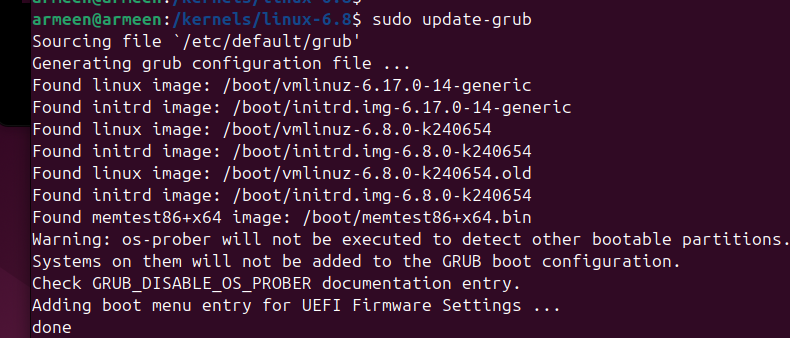 armeen@armeen:/kernels/linux-6.8$
armeen@armeen:/kernels/linux-6.8$ sudo update-grub
Sourcing file `/etc/default/grub'
Generating grub configuration file ...
Found linux image: /boot/vmlinuz-6.17.0-14-generic
Found initrd image: /boot/initrd.img-6.17.0-14-generic
Found linux image: /boot/vmlinuz-6.8.0-k240654
Found initrd image: /boot/initrd.img-6.8.0-k240654
Found linux image: /boot/vmlinuz-6.8.0-k240654.old
Found initrd image: /boot/initrd.img-6.8.0-k240654
Found memtest86+x64 image: /boot/memtest86+x64.bin
Warning: os-prober will not be executed to detect other bootable partitions.
Systems on them will not be added to the GRUB boot configuration.
Check GRUB_DISABLE_OS_PROBER documentation entry.
Adding boot menu entry for UEFI Firmware Settings ...
done